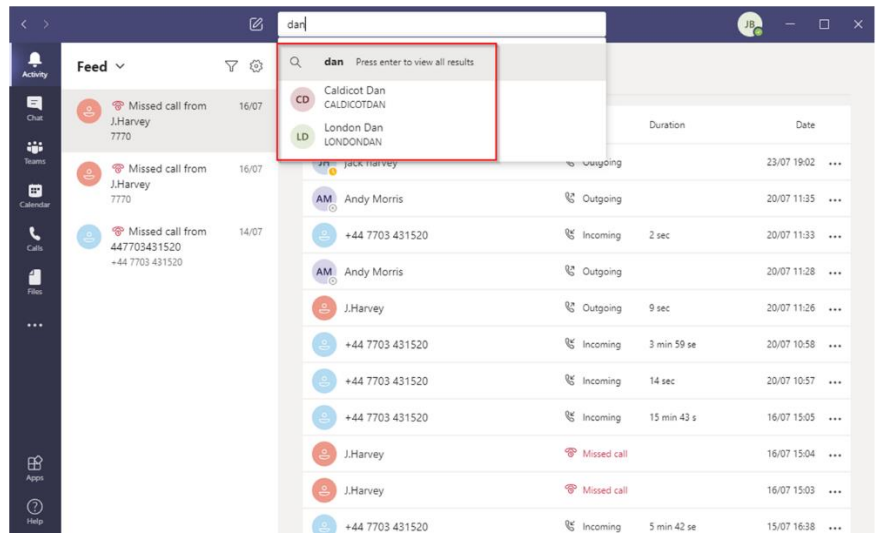 JB
dan
Activity
Chat
Teams
Calendar
Calls
Files
Apps
Help
Feed
Missed call from
J.Harvey
7770
16/07
Missed call from
J.Harvey
7770
16/07
Missed call from
447703431520
+44 7703 431520
14/07
dan Press enter to view all results
CD Caldicot Dan
CALDICOTDAN
LD London Dan
LONDONDAN
Duration Date
JH Jack Harvey Outgoing 23/07 19:02
AM Andy Morris Outgoing 20/07 11:35
+44 7703 431520 Incoming 2 sec 20/07 11:33
AM Andy Morris Outgoing 20/07 11:28
J.Harvey Outgoing 9 sec 20/07 11:26
+44 7703 431520 Incoming 3 min 59 se 20/07 10:58
+44 7703 431520 Incoming 14 sec 20/07 10:57
+44 7703 431520 Incoming 15 min 43 s 16/07 15:05
J.Harvey Missed call 16/07 15:04
J.Harvey Missed call 16/07 15:03
+44 7703 431520 Incoming 5 min 42 se 15/07 16:38